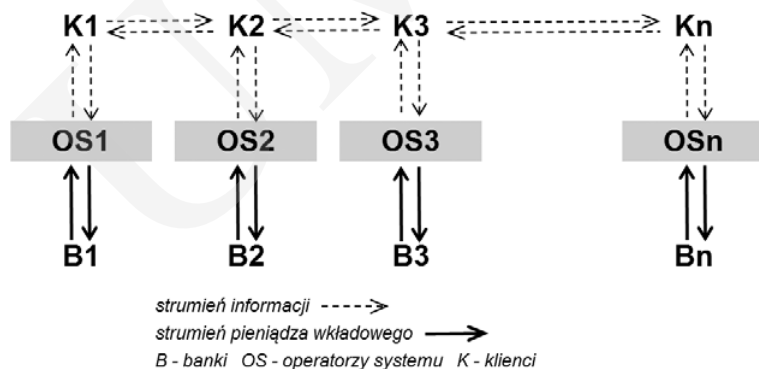 K1 K2 K3 Kn
OS1 OS2 OS3 OSn
B1 B2 B3 Bn
strumień informacji
strumień pieniądza wkładowego
B - banki OS - operatorzy systemu K - klienci